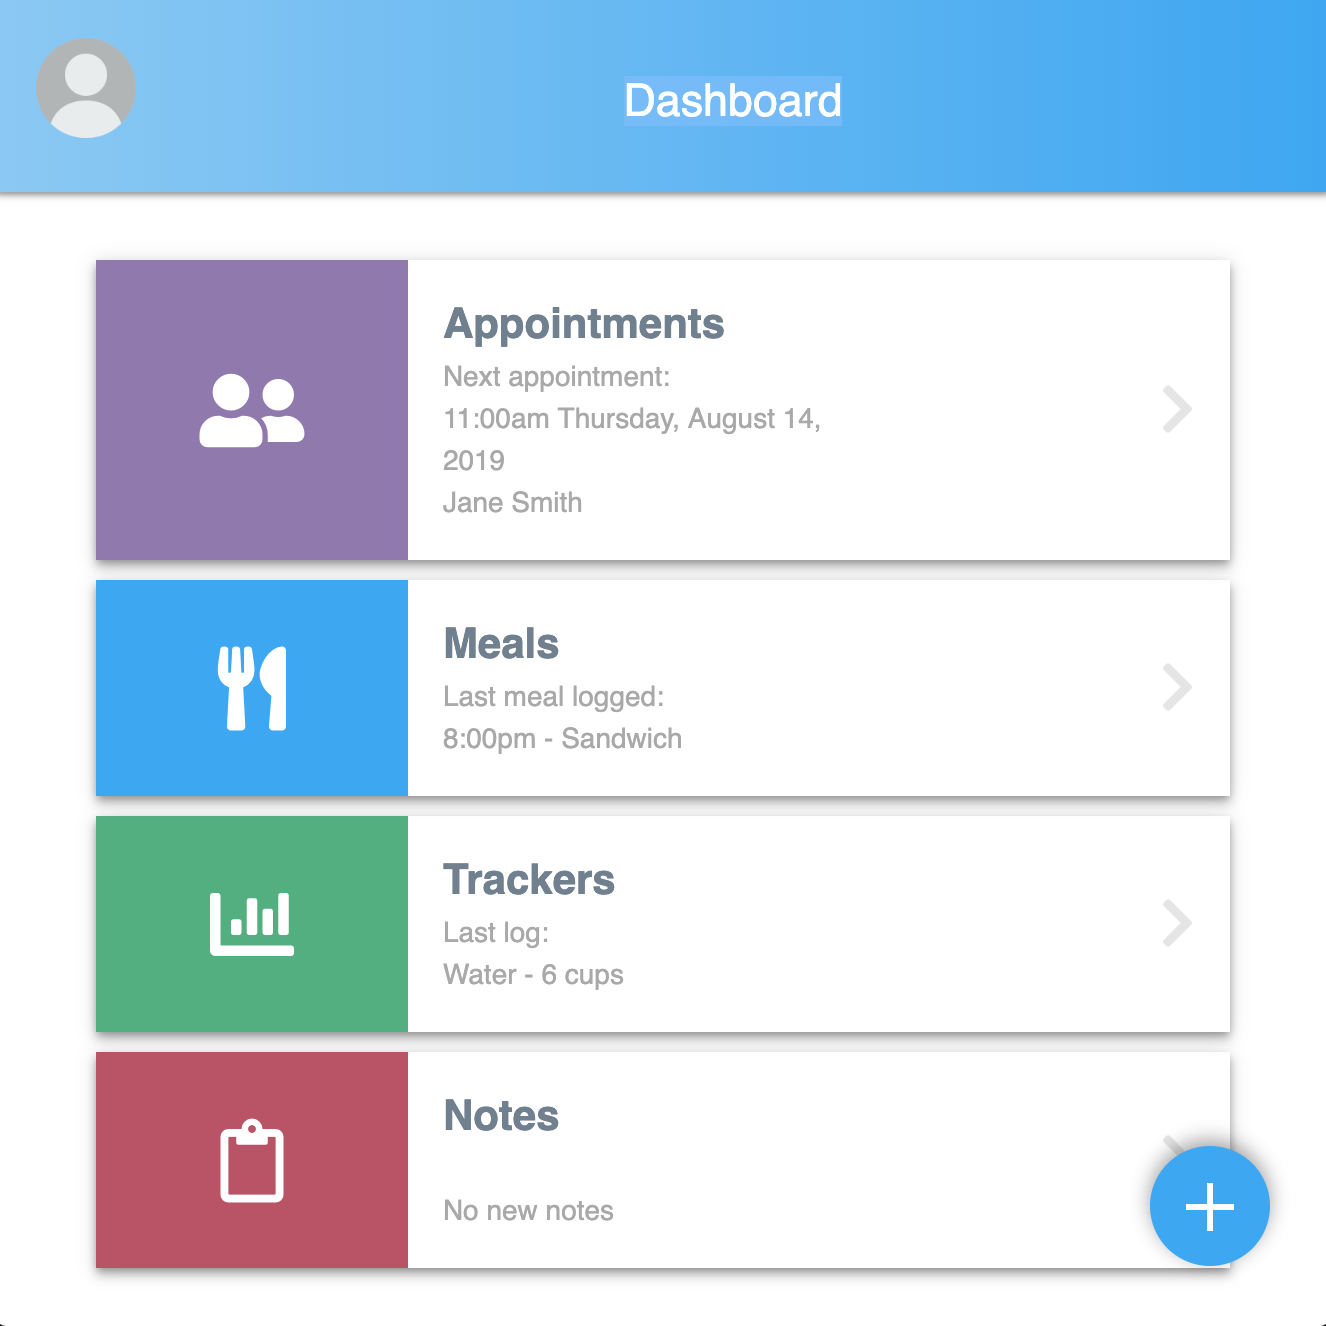 Dashboard
Appointments
Next appointment:
11:00am Thursday, August 14,
2019
Jane Smith
Meals
Last meal logged:
8:00pm - Sandwich
Trackers
Last log:
Water - 6 cups
Notes
No new notes